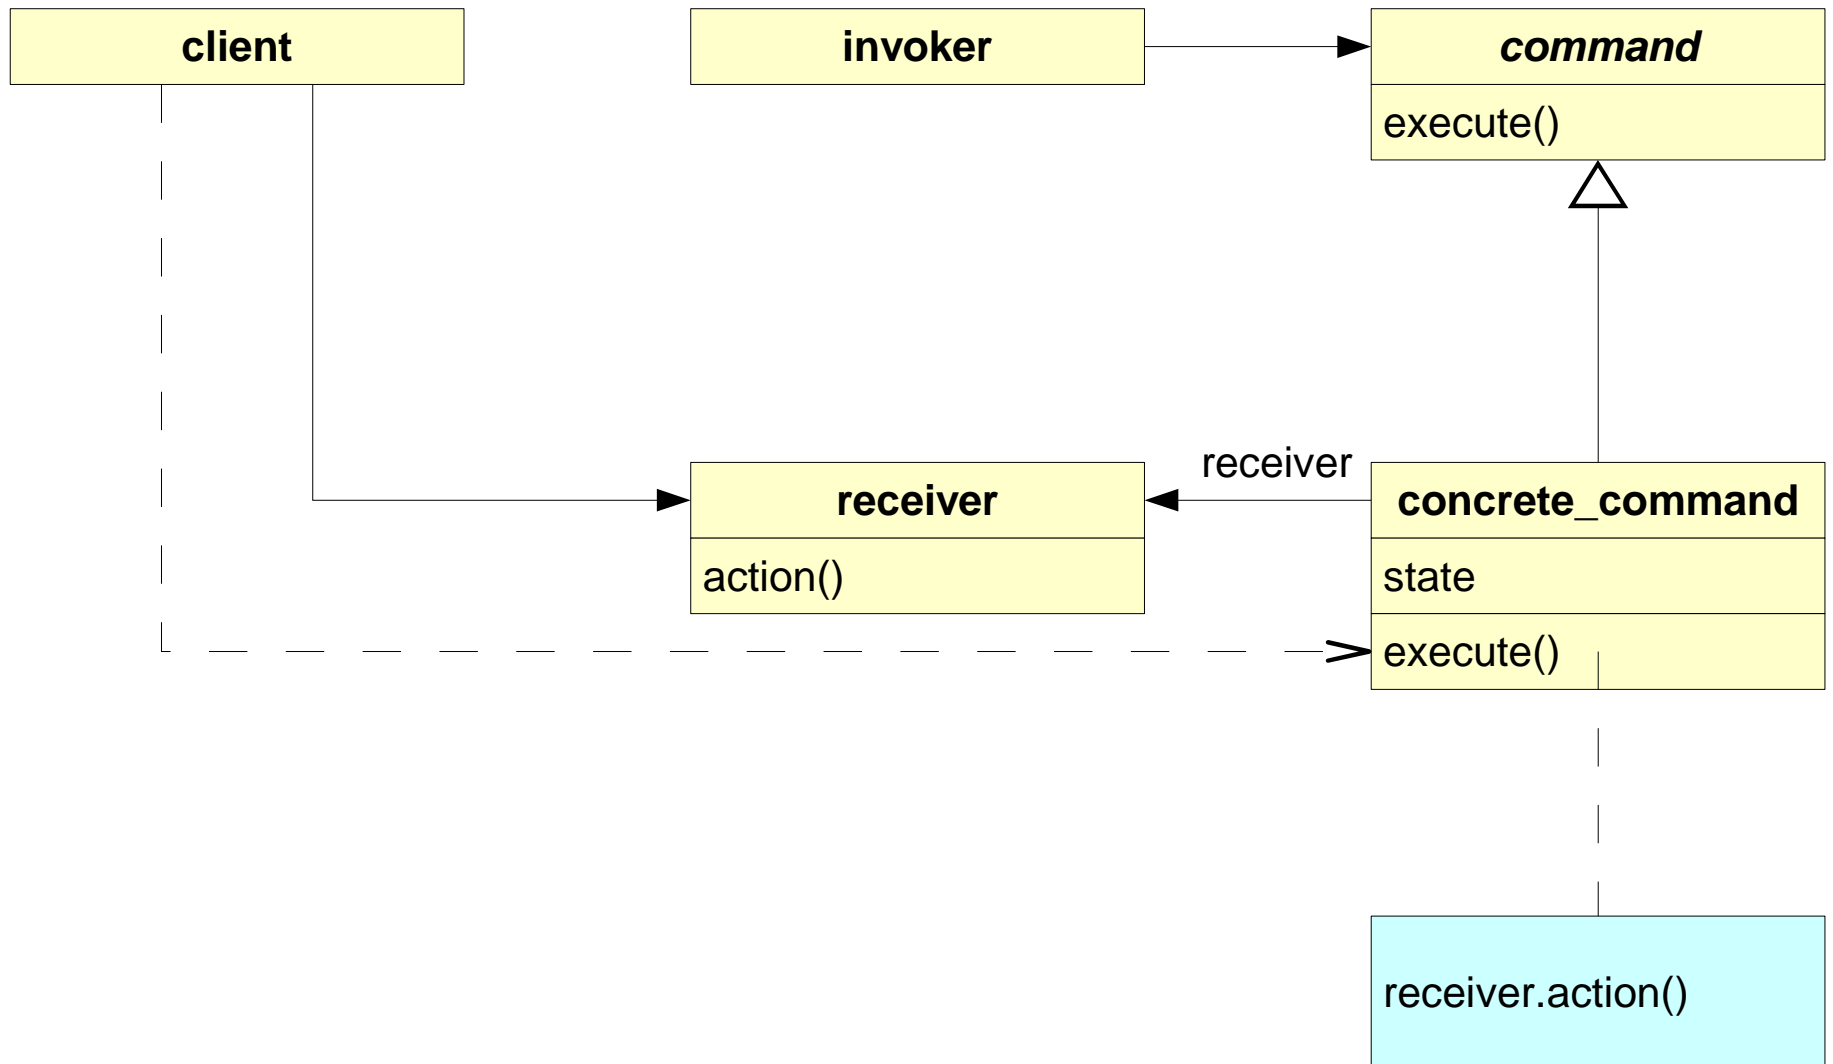 client
invoker
command
execute()
receiver
receiver
action()
concrete_command
state
execute()
receiver.action()